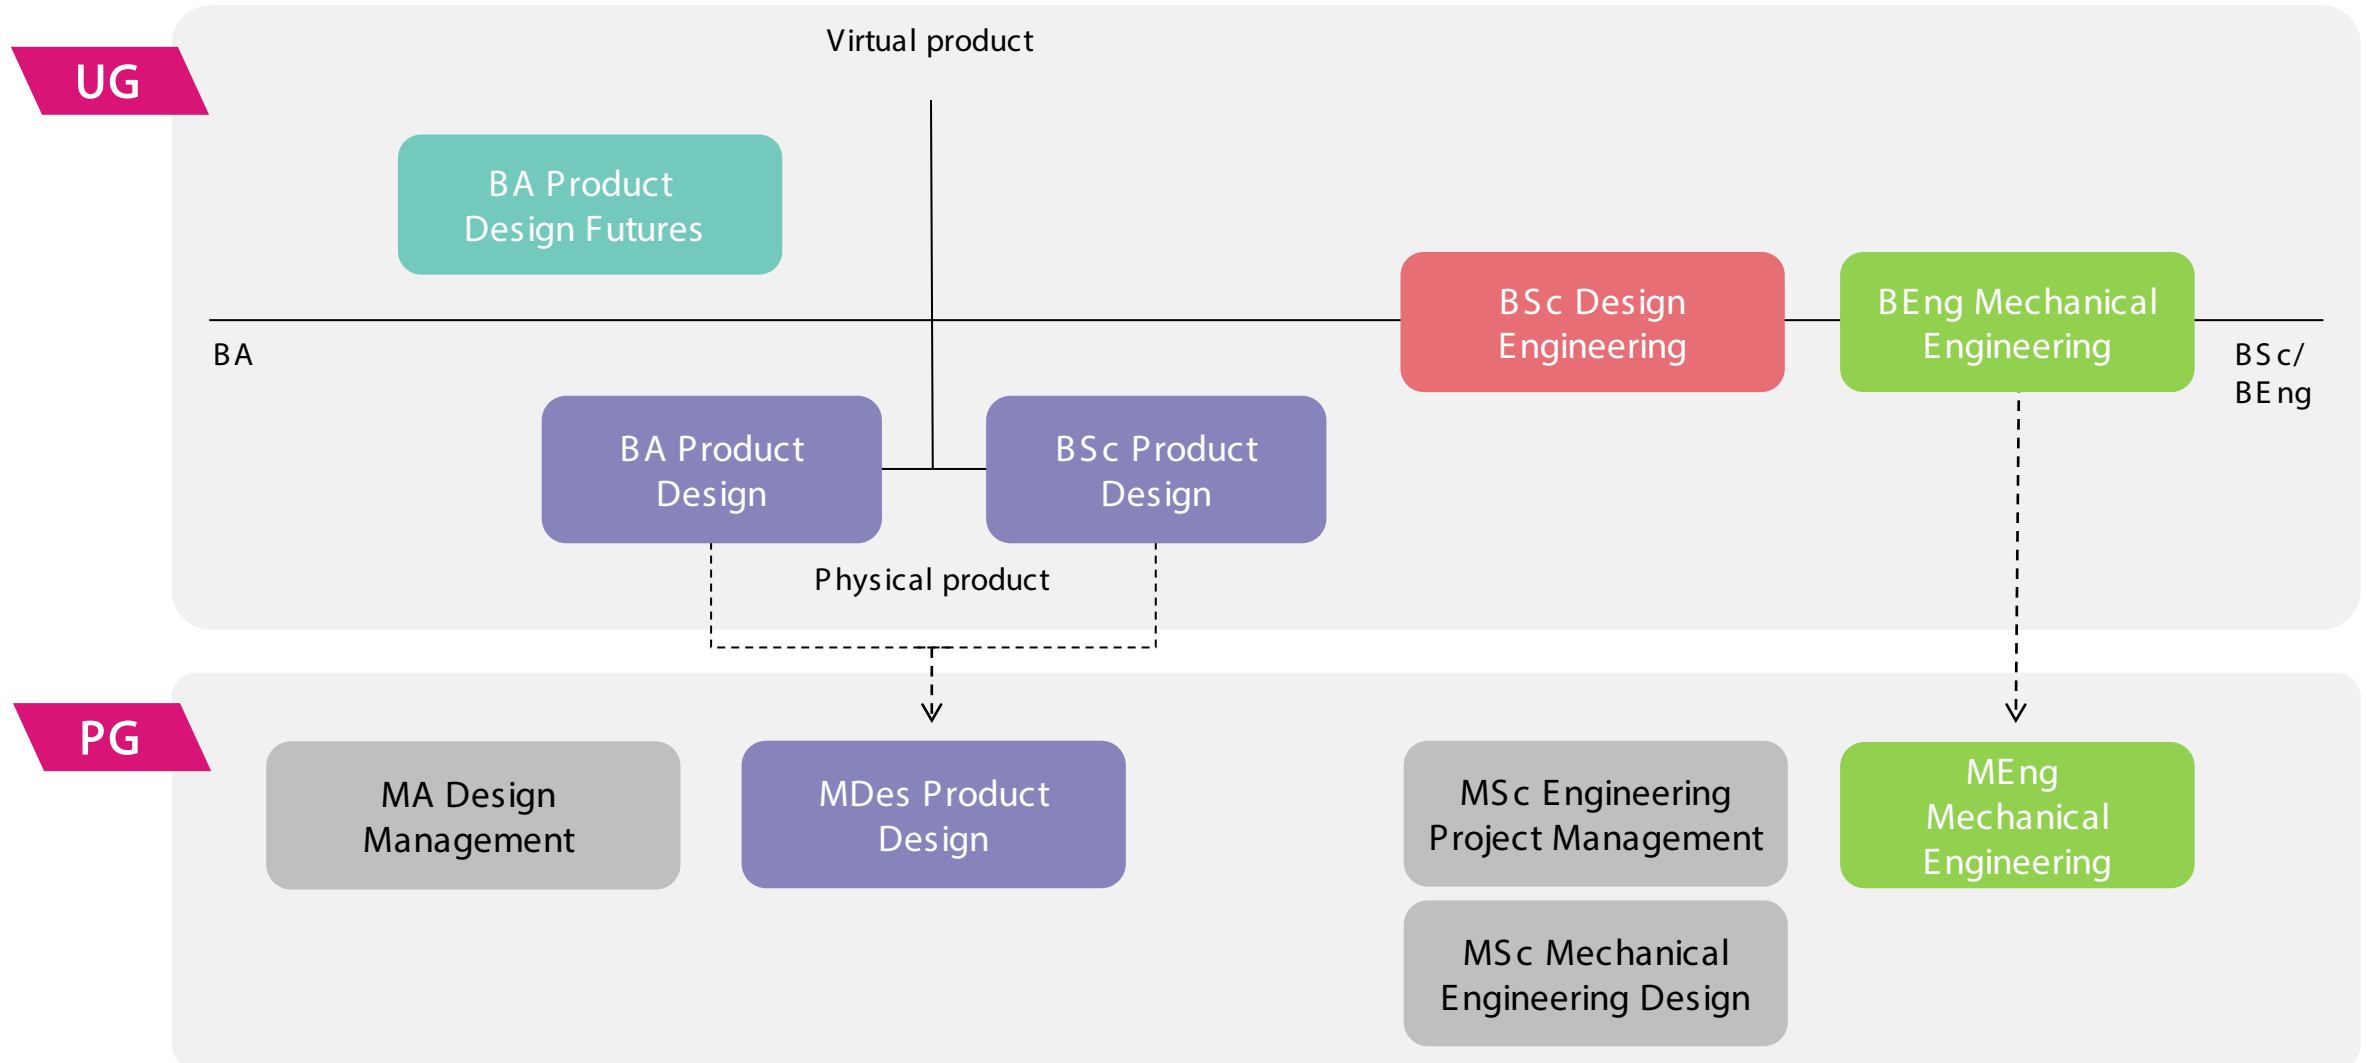 Virtual product
UG
BA Product
Design Futures
BSc Design
Engineering
BEng Mechanical
Engineering
BA
BSc/
BEng
BA Product
Design
BSc Product
Design
Physical product
PG
MA Design
Management
MDes Product
Design
MSc Engineering
Project Management
MEng
Mechanical
Engineering
MSc Mechanical
Engineering Design